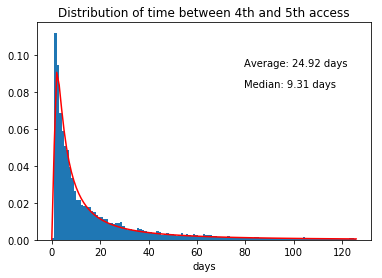 Distribution of time between 4th and 5th access
0.10
Average: 24.92 days
0.08
Median: 9.31 days
0.06
0.04
0.02
0.00
0 20 40 60 80 100 120
days